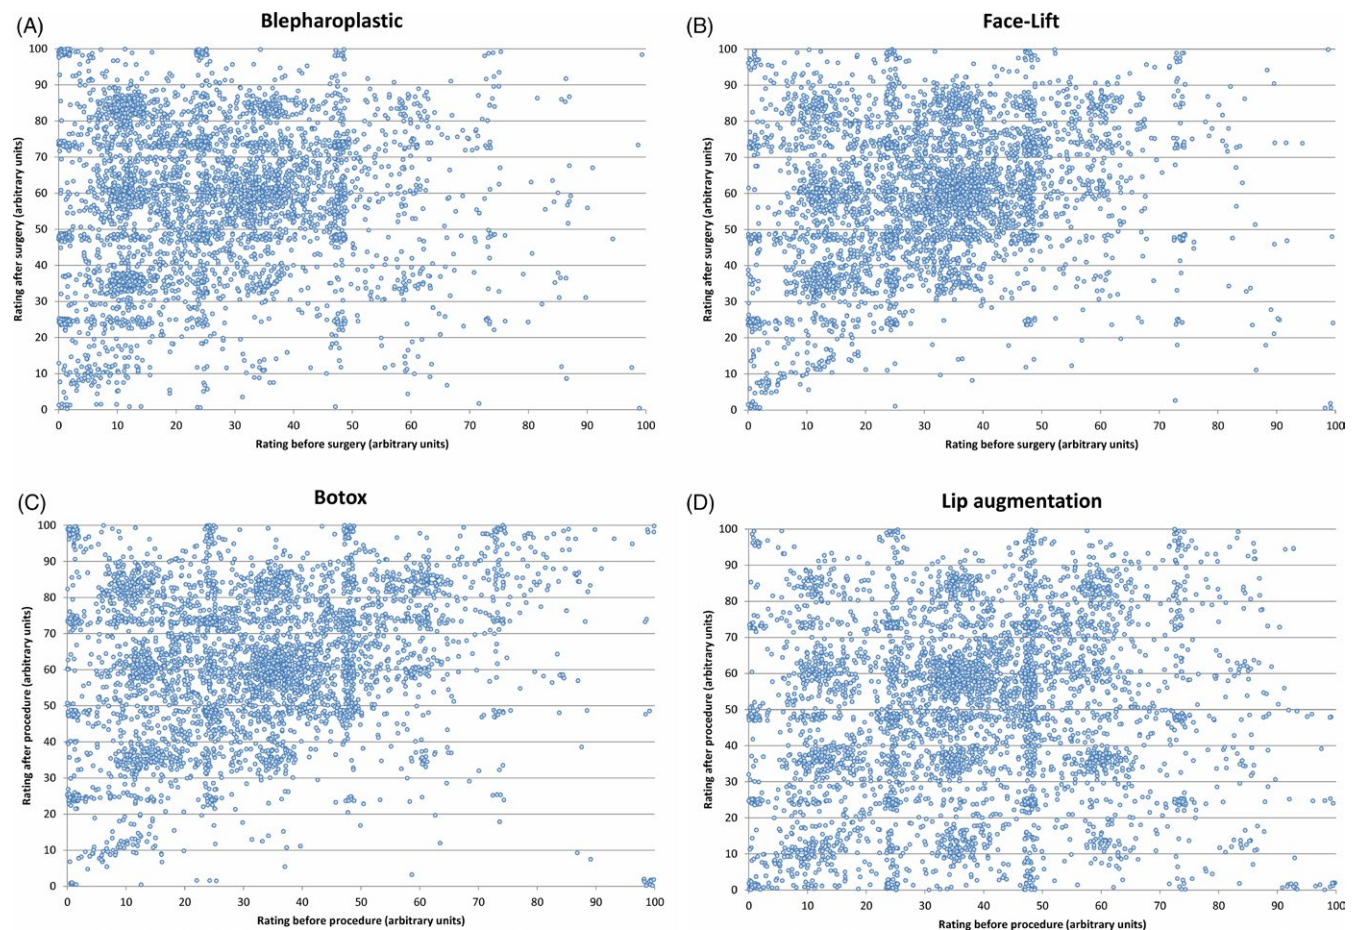 (A)
Blepharoplastic
Rating after surgery (arbitrary units)
100
90
80
70
60
50
40
30
20
10
0
0 10 20 30 40 50 60 70 80 90 100
Rating before surgery (arbitrary units)
(B)
Face-Lift
Rating after surgery (arbitrary units)
100
90
80
70
60
50
40
30
20
10
0
0 10 20 30 40 50 60 70 80 90 100
Rating before surgery (arbitrary units)
(C)
Botox
Rating after procedure (arbitrary units)
100
90
80
70
60
50
40
30
20
10
0
0 10 20 30 40 50 60 70 80 90 100
Rating before procedure (arbitrary units)
(D)
Lip augmentation
Rating after procedure (arbitrary units)
100
90
80
70
60
50
40
30
20
10
0
0 10 20 30 40 50 60 70 80 90 100
Rating before procedure (arbitrary units)